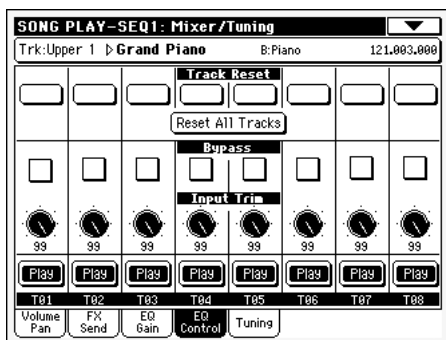 SONG PLAY-SEQ1: Mixer/Tuning
Trk:Upper 1 ▷Grand Piano B:Piano 121.003.000
Track Reset
Reset All Tracks
Bypass
Input Trim
99 99 99 99 99 99 99 99
Play Play Play Play Play Play Play Play
T01 T02 T03 T04 T05 T06 T07 T08
Volume Pan FX Send EQ Gain EQ Control Tuning